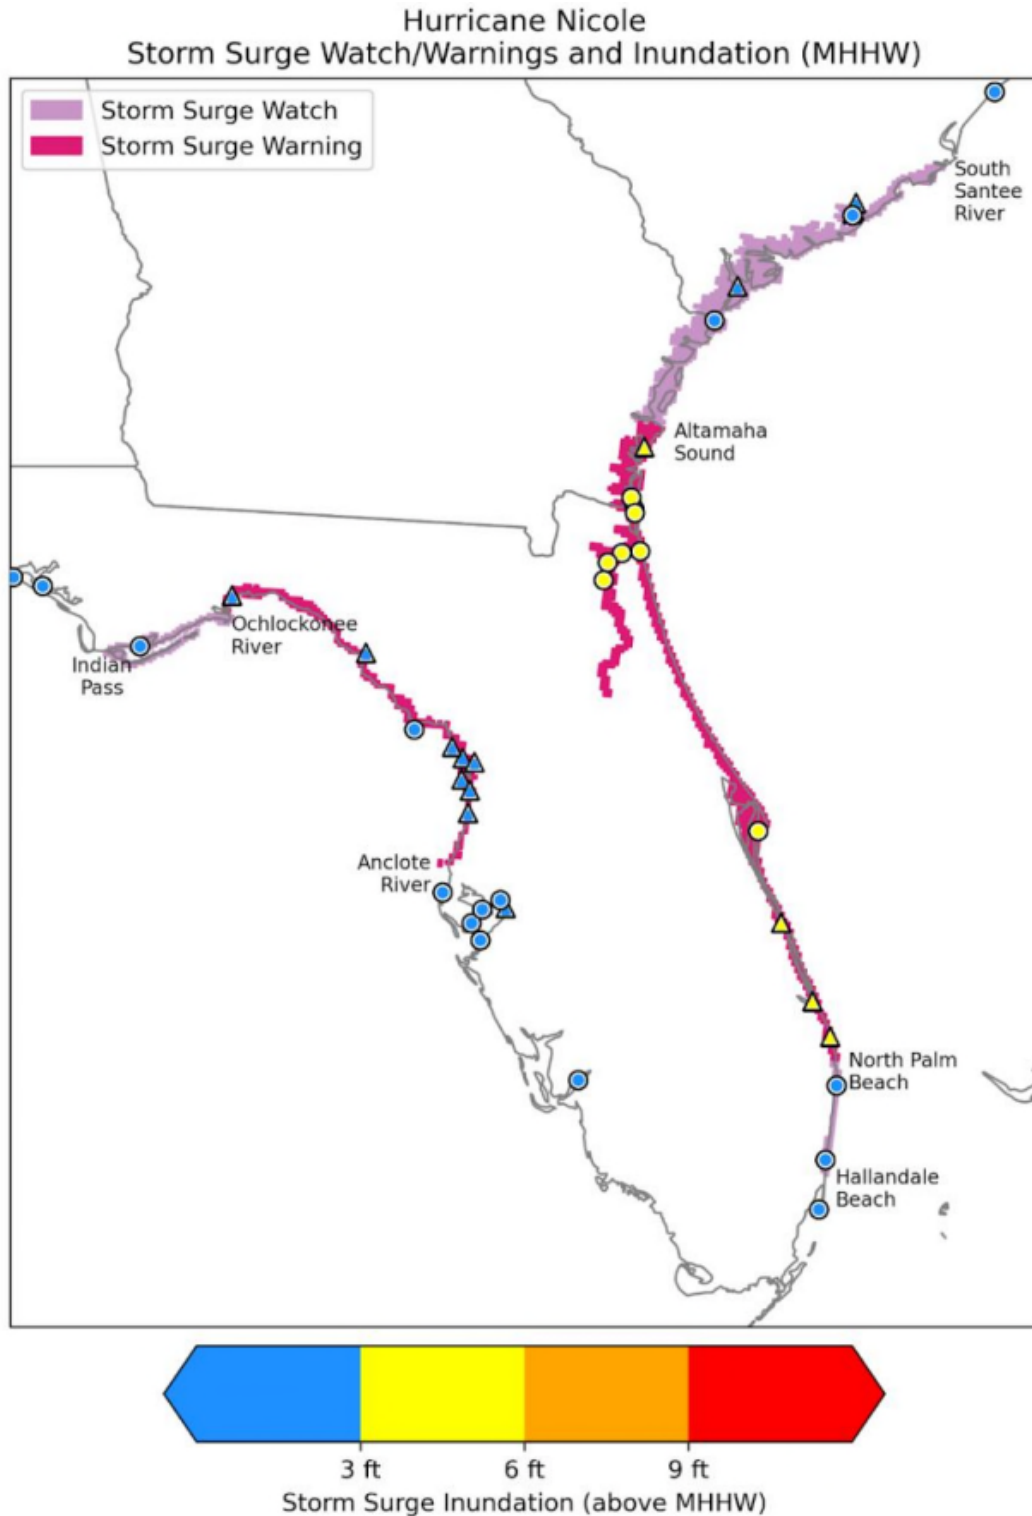 Hurricane Nicole
Storm Surge Watch/Warnings and Inundation (MHHW)
Storm Surge Watch
Storm Surge Warning
South
Santee
River
Altamaha
Sound
Ochlockonee
River
Indian
Pass
Anclote
River
North Palm
Beach
Hallandale
Beach
3 ft
6 ft
9 ft
Storm Surge Inundation (above MHHW)